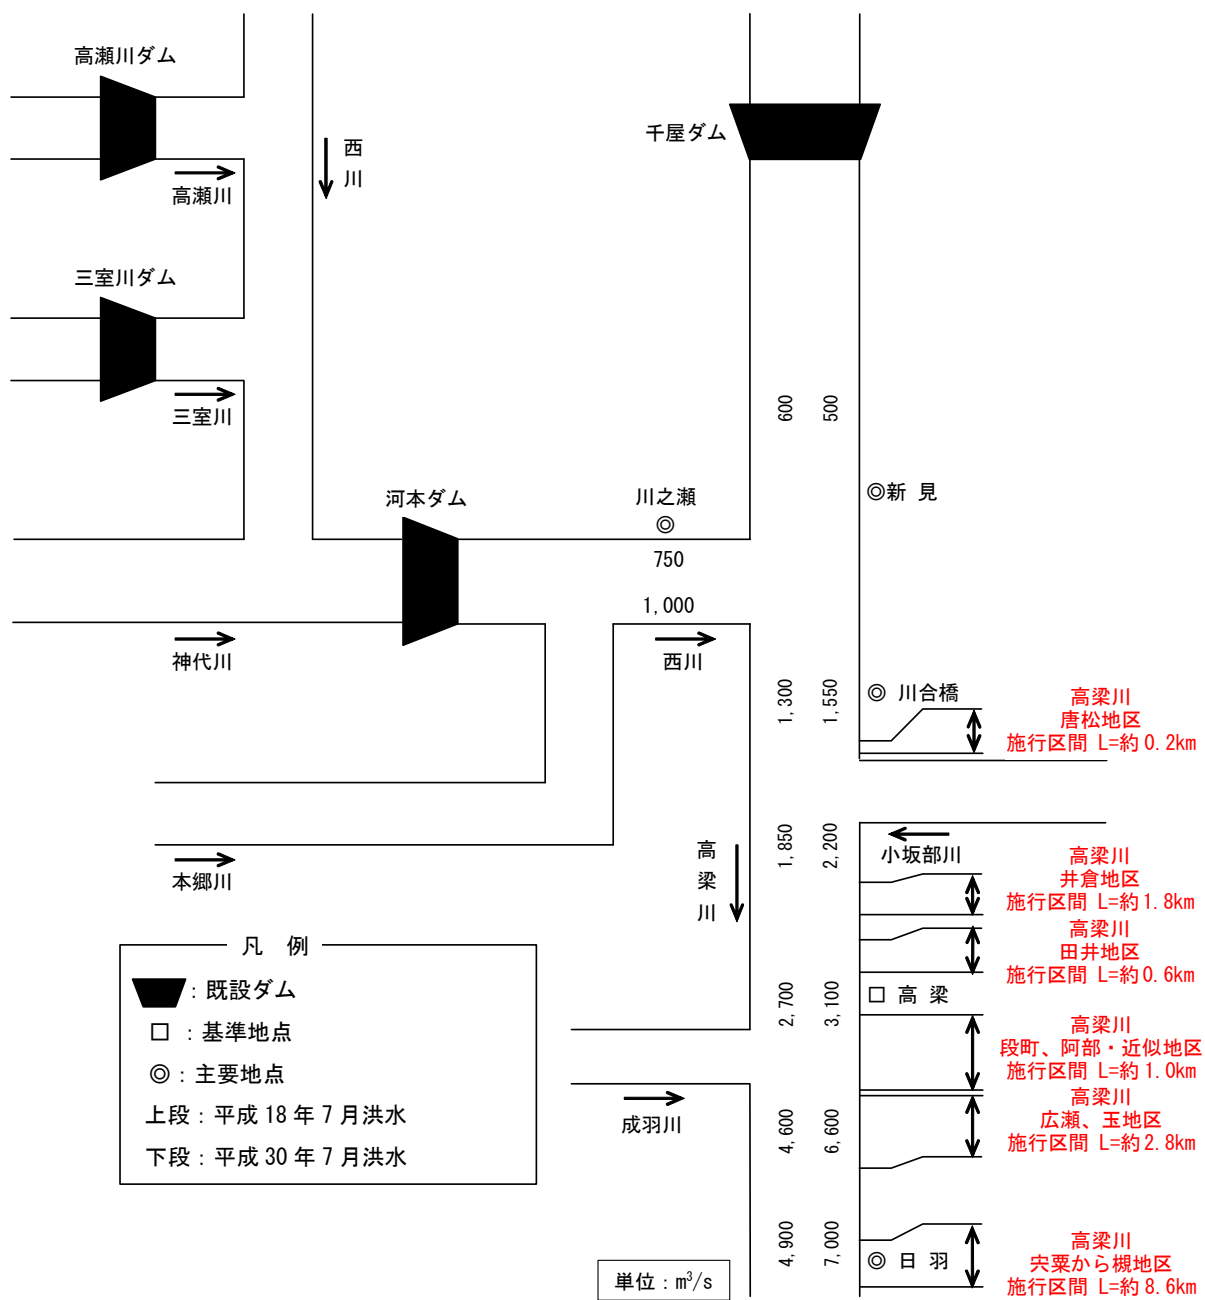 高瀬川ダム
千屋ダム
西川
高瀬川
三室川ダム
三室川
600
500
河本ダム
川之瀬
◎
◎新 見
750
1,000
神代川
西川
1,300
1,550
◎ 川合橋
高梁川
唐松地区
施行区間 L=約0.2km
1,850
2,200
小坂部川
高梁川
本郷川
高梁川
井倉地区
施行区間 L=約1.8km
高梁川
田井地区
施行区間 L=約0.6km
凡 例
：既設ダム
□ ：基準地点
◎：主要地点
上段：平成18年7月洪水
下段：平成30年7月洪水
2,700
3,100
□ 高 梁
高梁川
段町、阿部・近似地区
施行区間 L=約1.0km
成羽川
4,600
6,600
高梁川
広瀬、玉地区
施行区間 L=約2.8km
4,900
7,000
◎ 日 羽
高梁川
宍粟から槻地区
施行区間 L=約8.6km
単位：m³/s